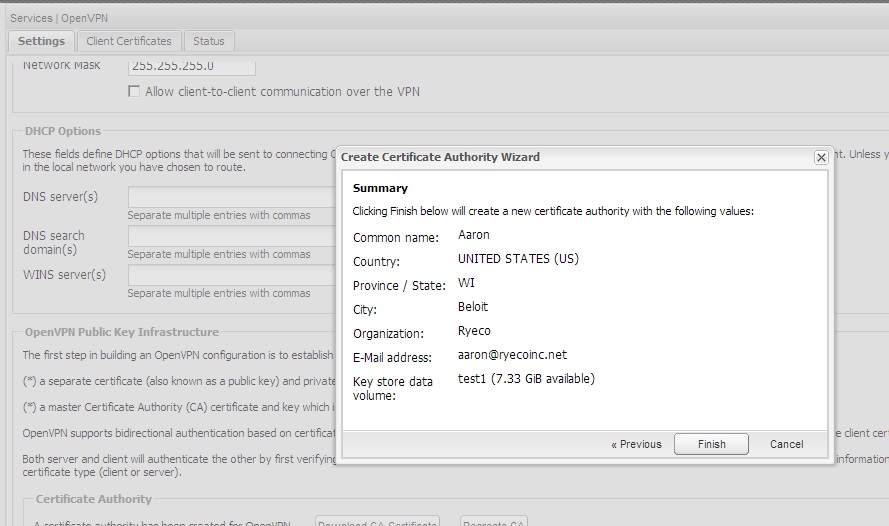 Services | OpenVPN
Settings
Client Certificates
Status
Network Mask
255.255.255.0
Allow client-to-client communication over the VPN
DHCP Options
These fields define DHCP options that will be sent to connecting
nt. Unless y
in the local network you have chosen to route.
DNS server(s)
Separate multiple entries with commas
DNS search
domain(s)
Separate multiple entries with commas
WINS server(s)
Separate multiple entries with commas
OpenVPN Public Key Infrastructure
The first step in building an OpenVPN configuration is to establish
(*) a separate certificate (also known as a public key) and private
(*) a master Certificate Authority (CA) certificate and key which i
OpenVPN supports bidirectional authentication based on certificat
e client cer
Both server and client will authenticate the other by first verifying
information
certificate type (client or server).
Certificate Authority
A certificate authority has been created for OpenVPN
Download CA Certificate
Recreate CA
Create Certificate Authority Wizard
Summary
Clicking Finish below will create a new certificate authority with the following values:
Common name: Aaron
Country: UNITED STATES (US)
Province / State: WI
City: Beloit
Organization: Ryeco
E-Mail address: aaron@ryecoinc.net
Key store data test1 (7.33 GiB available)
volume:
« Previous
Finish
Cancel